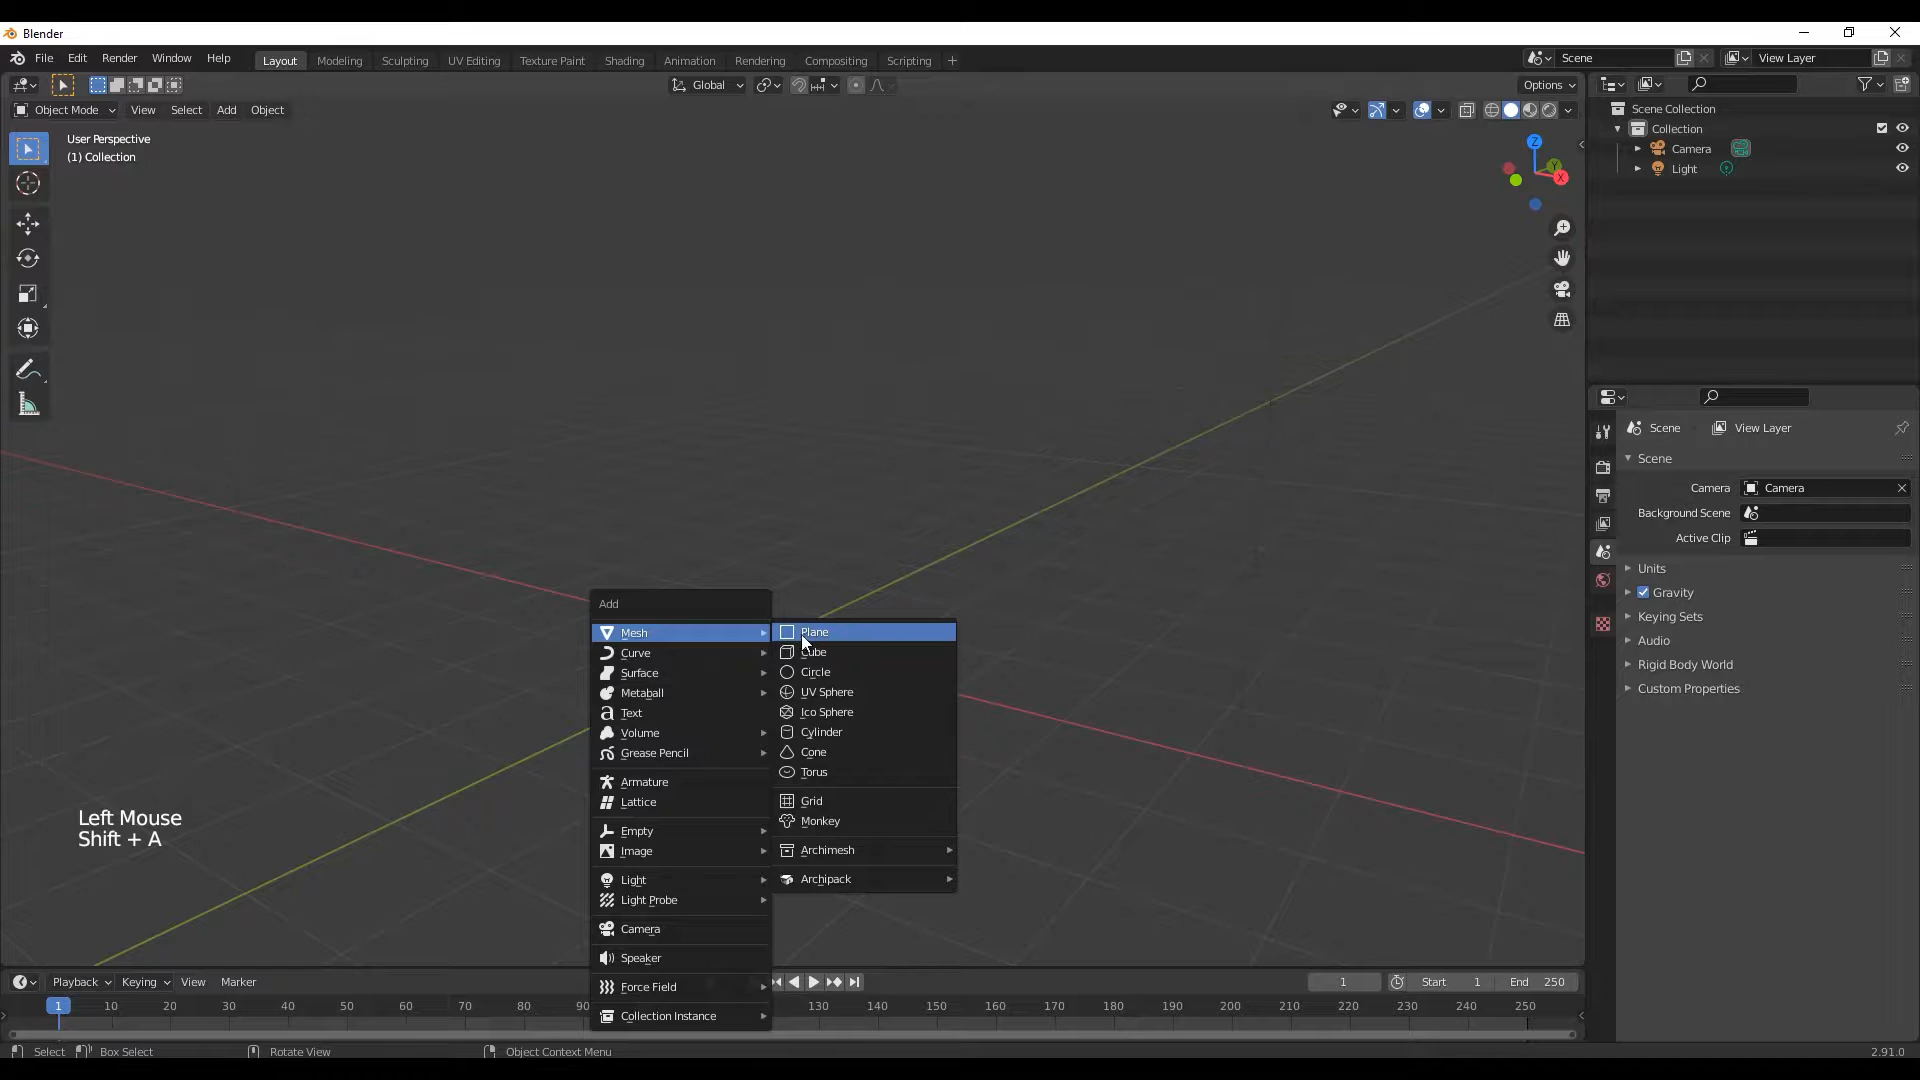 Blender
File Edit Render Window Help
Layout Modeling Sculpting UV Editing Texture Paint Shading Animation Rendering Compositing Scripting +
Scene
View Layer
Global
Options
Object Mode View Select Add Object
User Perspective
(1) Collection
Z
Y
X
Scene Collection
Collection
Camera
Light
Scene View Layer
Scene
Camera Camera
Background Scene
Active Clip
Units
Gravity
Keying Sets
Audio
Rigid Body World
Custom Properties
Add
Mesh
Curve
Surface
Metaball
Text
Volume
Grease Pencil
Armature
Lattice
Empty
Image
Light
Light Probe
Camera
Speaker
Force Field
Collection Instance
Plane
Cube
Circle
UV Sphere
Ico Sphere
Cylinder
Cone
Torus
Grid
Monkey
Archimesh
Archipack
Left Mouse
Shift + A
Playback Keying View Marker
1 Start 1 End 250
1 10 20 30 40 50 60 70 80 90 130 140 150 160 170 180 190 200 210 220 230 240 250
Select Box Select Rotate View Object Context Menu 2.91.0